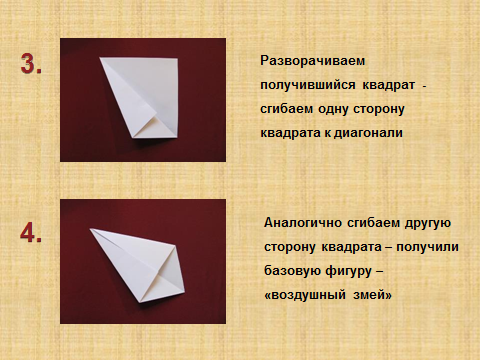 3.
Разворачиваем
получившийся квадрат -
сгибаем одну сторону
квадрата к диагонали
4.
Аналогично сгибаем другую
сторону квадрата – получили
базовую фигуру –
«воздушный змей»